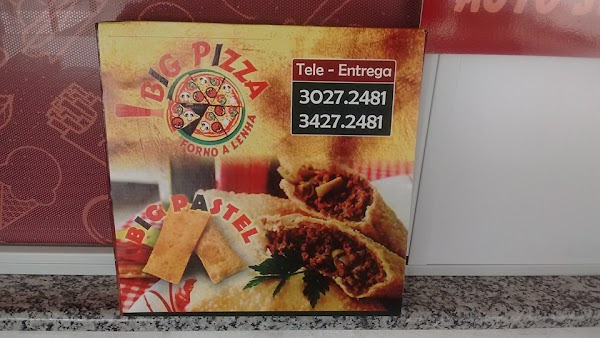 BIG PIZZA
FORNO A LENHA
Tele - Entrega
3027.2481
3427.2481
BIG PASTEL